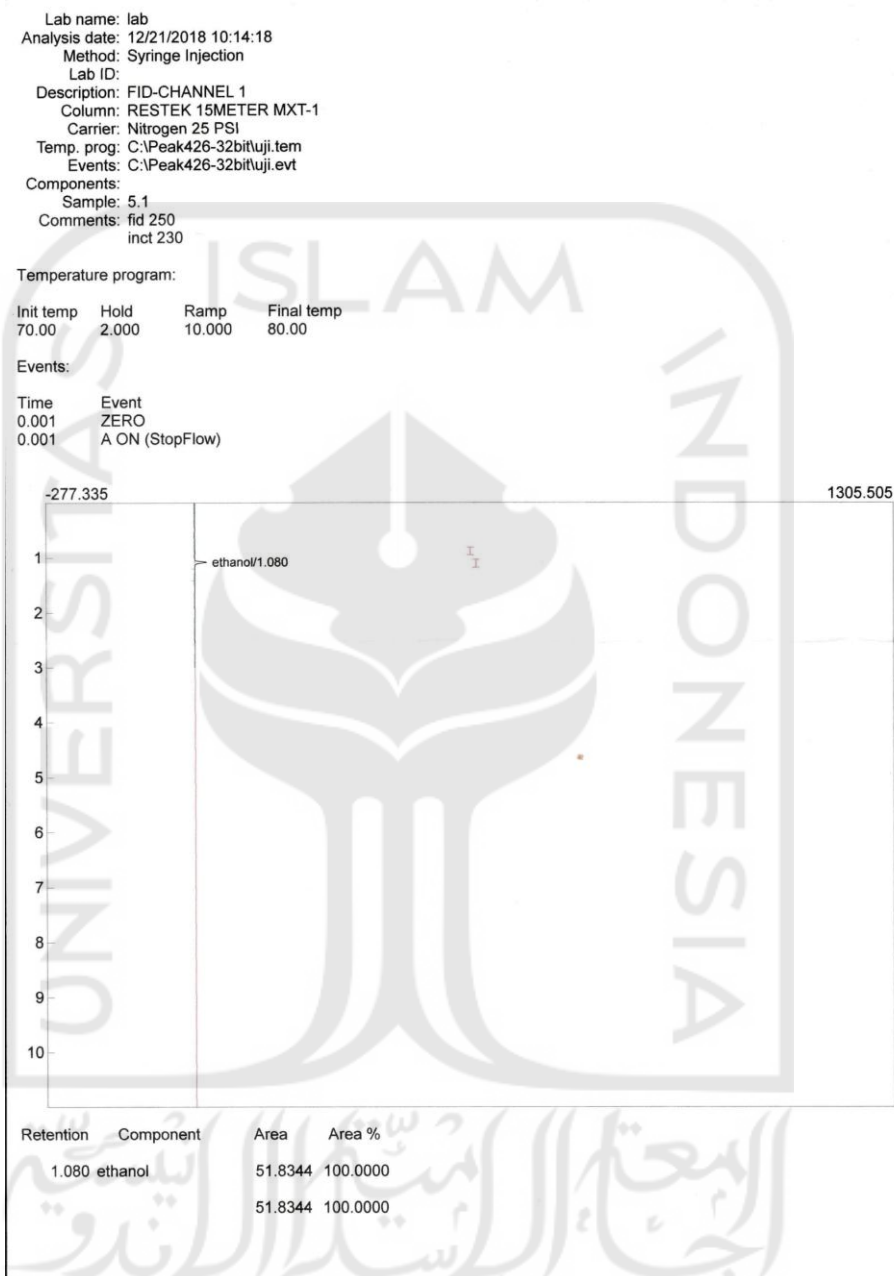 Lab name: lab
Analysis date: 12/21/2018 10:14:18
Method: Syringe Injection
Lab ID:
Description: FID-CHANNEL 1
Column: RESTEK 15METER MXT-1
Carrier: Nitrogen 25 PSI
Temp. prog: C:\Peak426-32bit\uji.tem
Events: C:\Peak426-32bit\uji.evt
Components:
Sample: 5.1
Comments: fid 250
inct 230
Temperature program:
Init temp Hold Ramp Final temp
70.00 2.000 10.000 80.00
Events:
Time Event
0.001 ZERO
0.001 A ON (StopFlow)
-277.335 1305.505
1 ethanol/1.080
2
3
4
5
6
7
8
9
10
Retention Component Area Area %
1.080 ethanol 51.8344 100.0000
51.8344 100.0000
UNIVERSITAS
ISLAM
INDONESIA